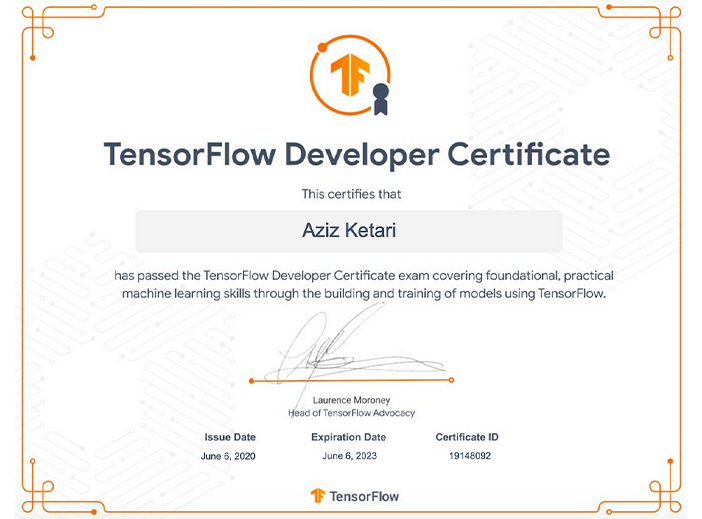 TensorFlow Developer Certificate
This certifies that
Aziz Ketari
has passed the TensorFlow Developer Certificate exam covering foundational, practical
machine learning skills through the building and training of models using TensorFlow.
Laurence Moroney
Head of TensorFlow Advocacy
Issue Date Expiration Date Certificate ID
June 6, 2020 June 6, 2023 19148092
TensorFlow